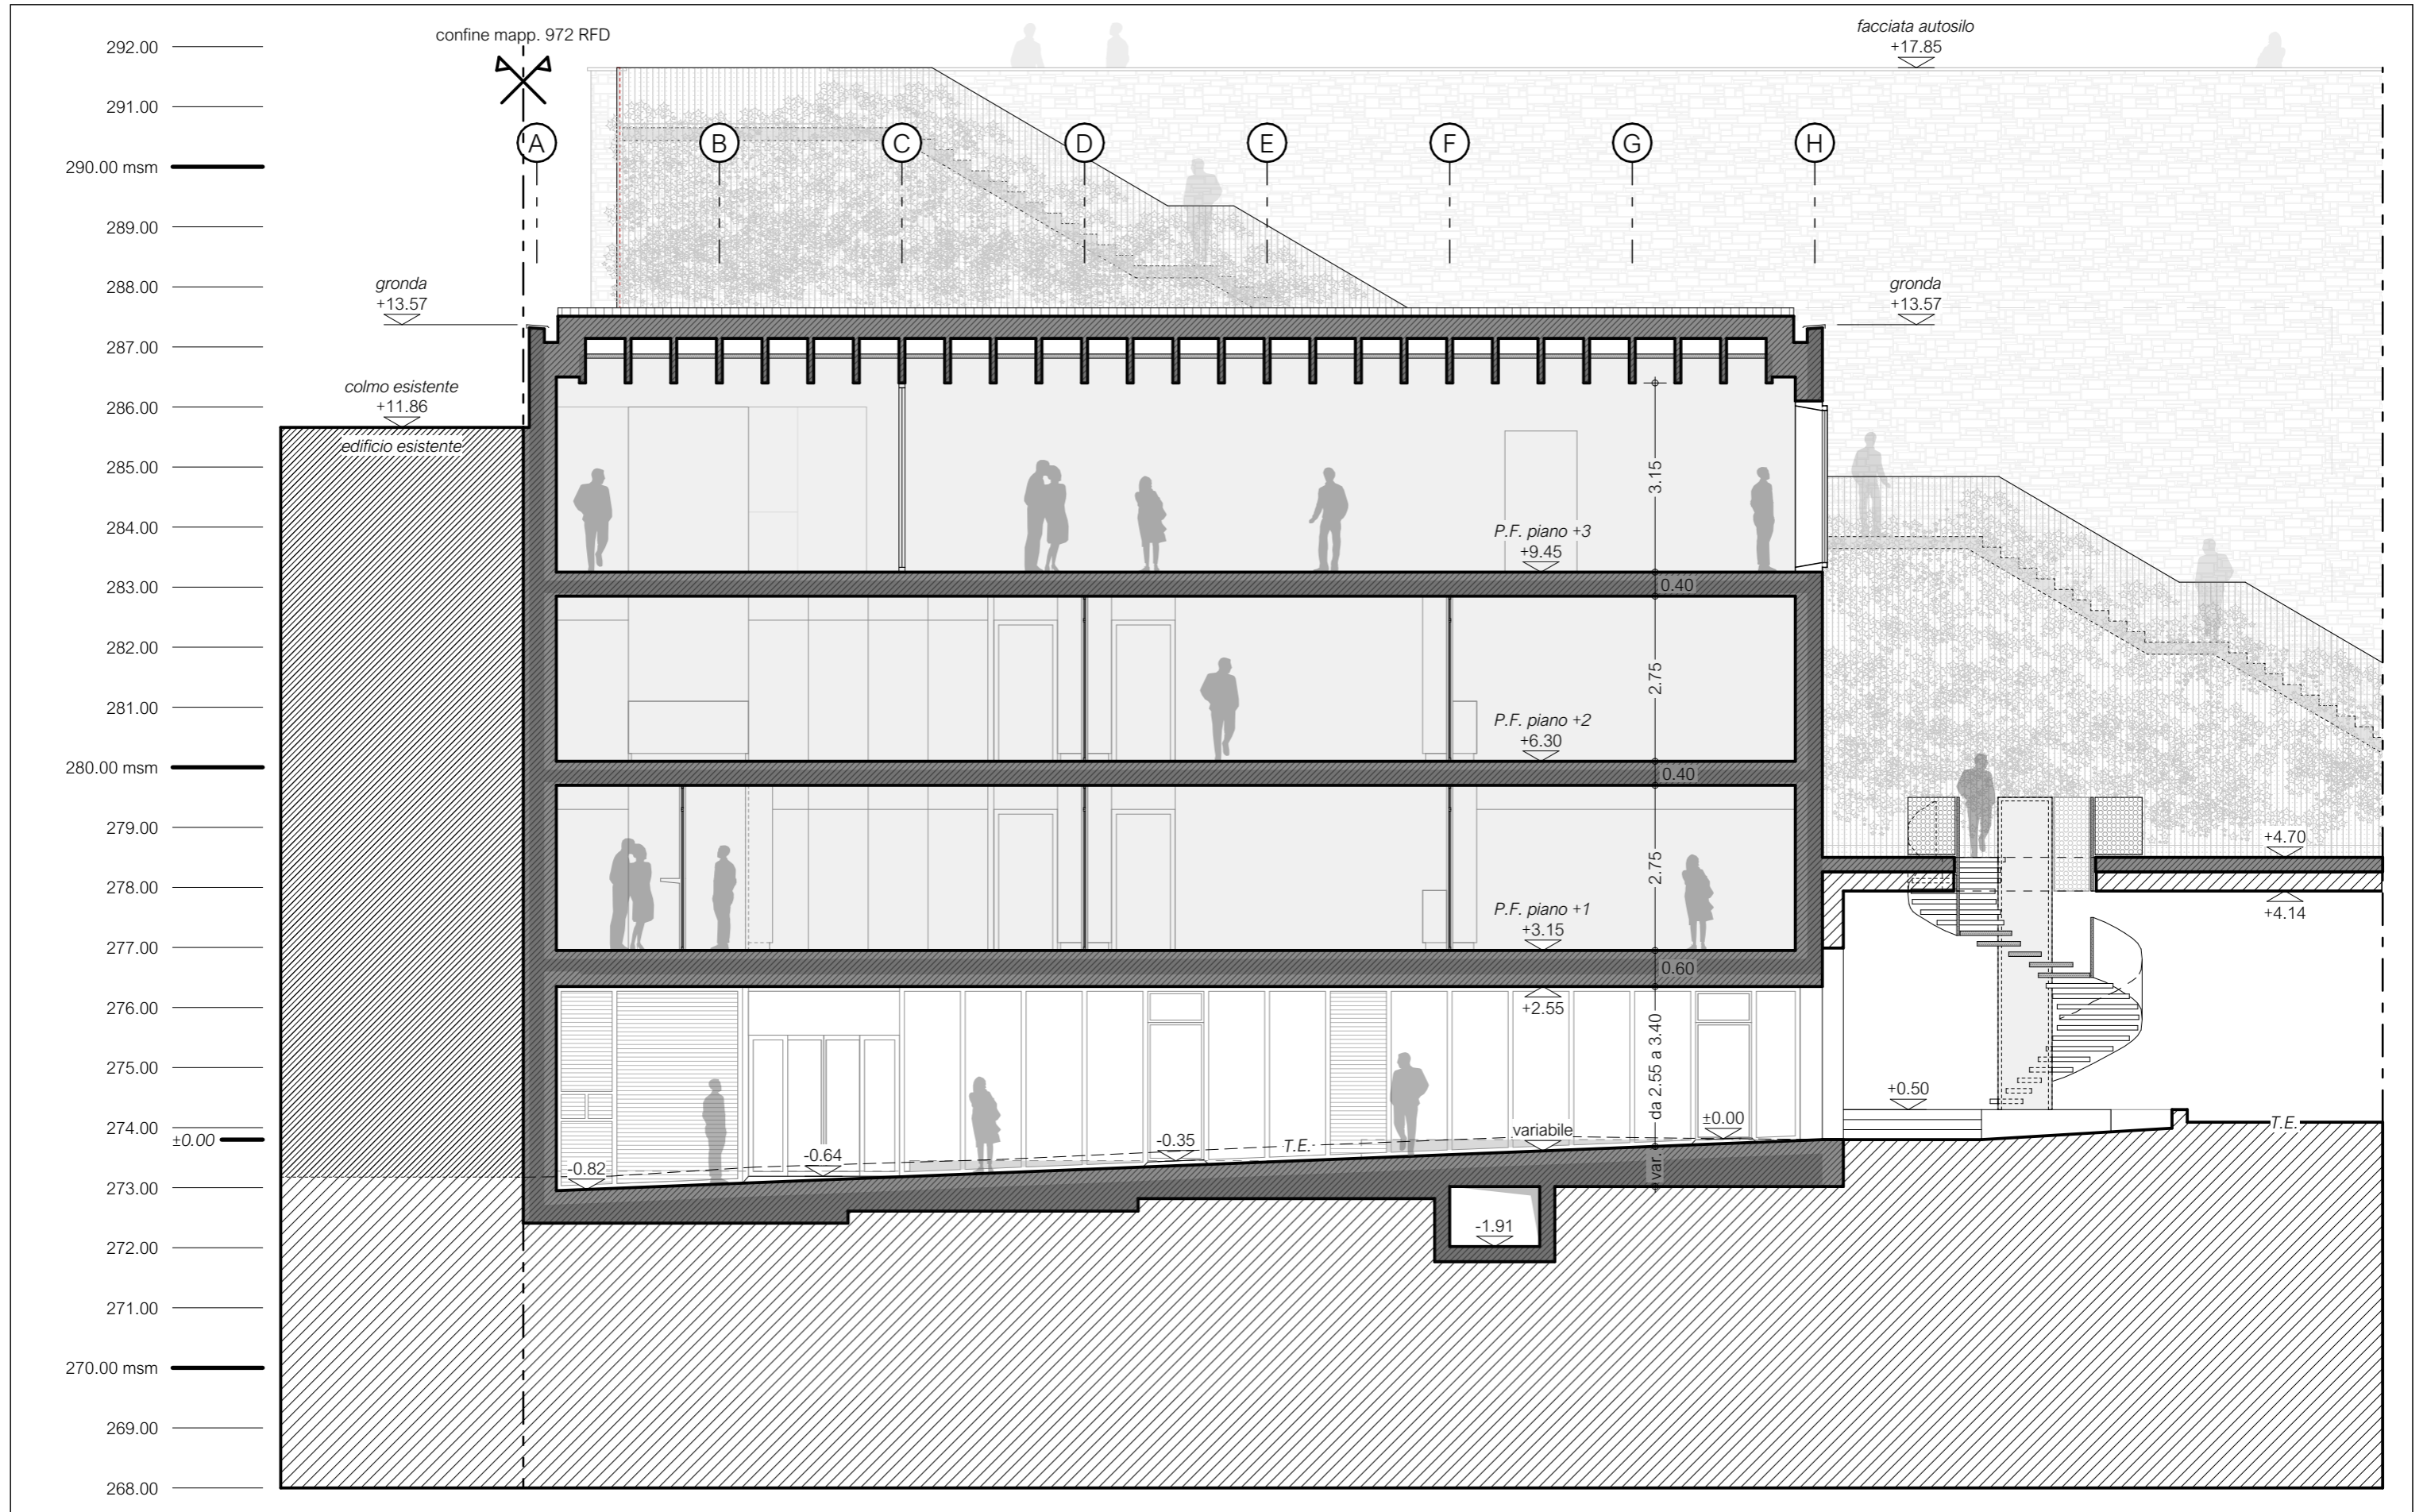 confine mapp. 972 RFD
facciata autosilo
+17.85
292.00
291.00
290.00 msm
289.00
288.00
287.00
286.00
285.00
284.00
283.00
282.00
281.00
280.00 msm
279.00
278.00
277.00
276.00
275.00
274.00
±0.00
273.00
272.00
271.00
270.00 msm
269.00
268.00
A
B
C
D
E
F
G
H
gronda
+13.57
gronda
+13.57
colmo esistente
+11.86
edificio esistente
3.15
P.F. piano +3
+9.45
0.40
2.75
P.F. piano +2
+6.30
0.40
2.75
P.F. piano +1
+3.15
0.60
+2.55
da 2.55 a 3.40
var.
variabile
±0.00
-0.35
T.E.
-0.64
-0.82
-1.91
+4.70
+4.14
+0.50
T.E.